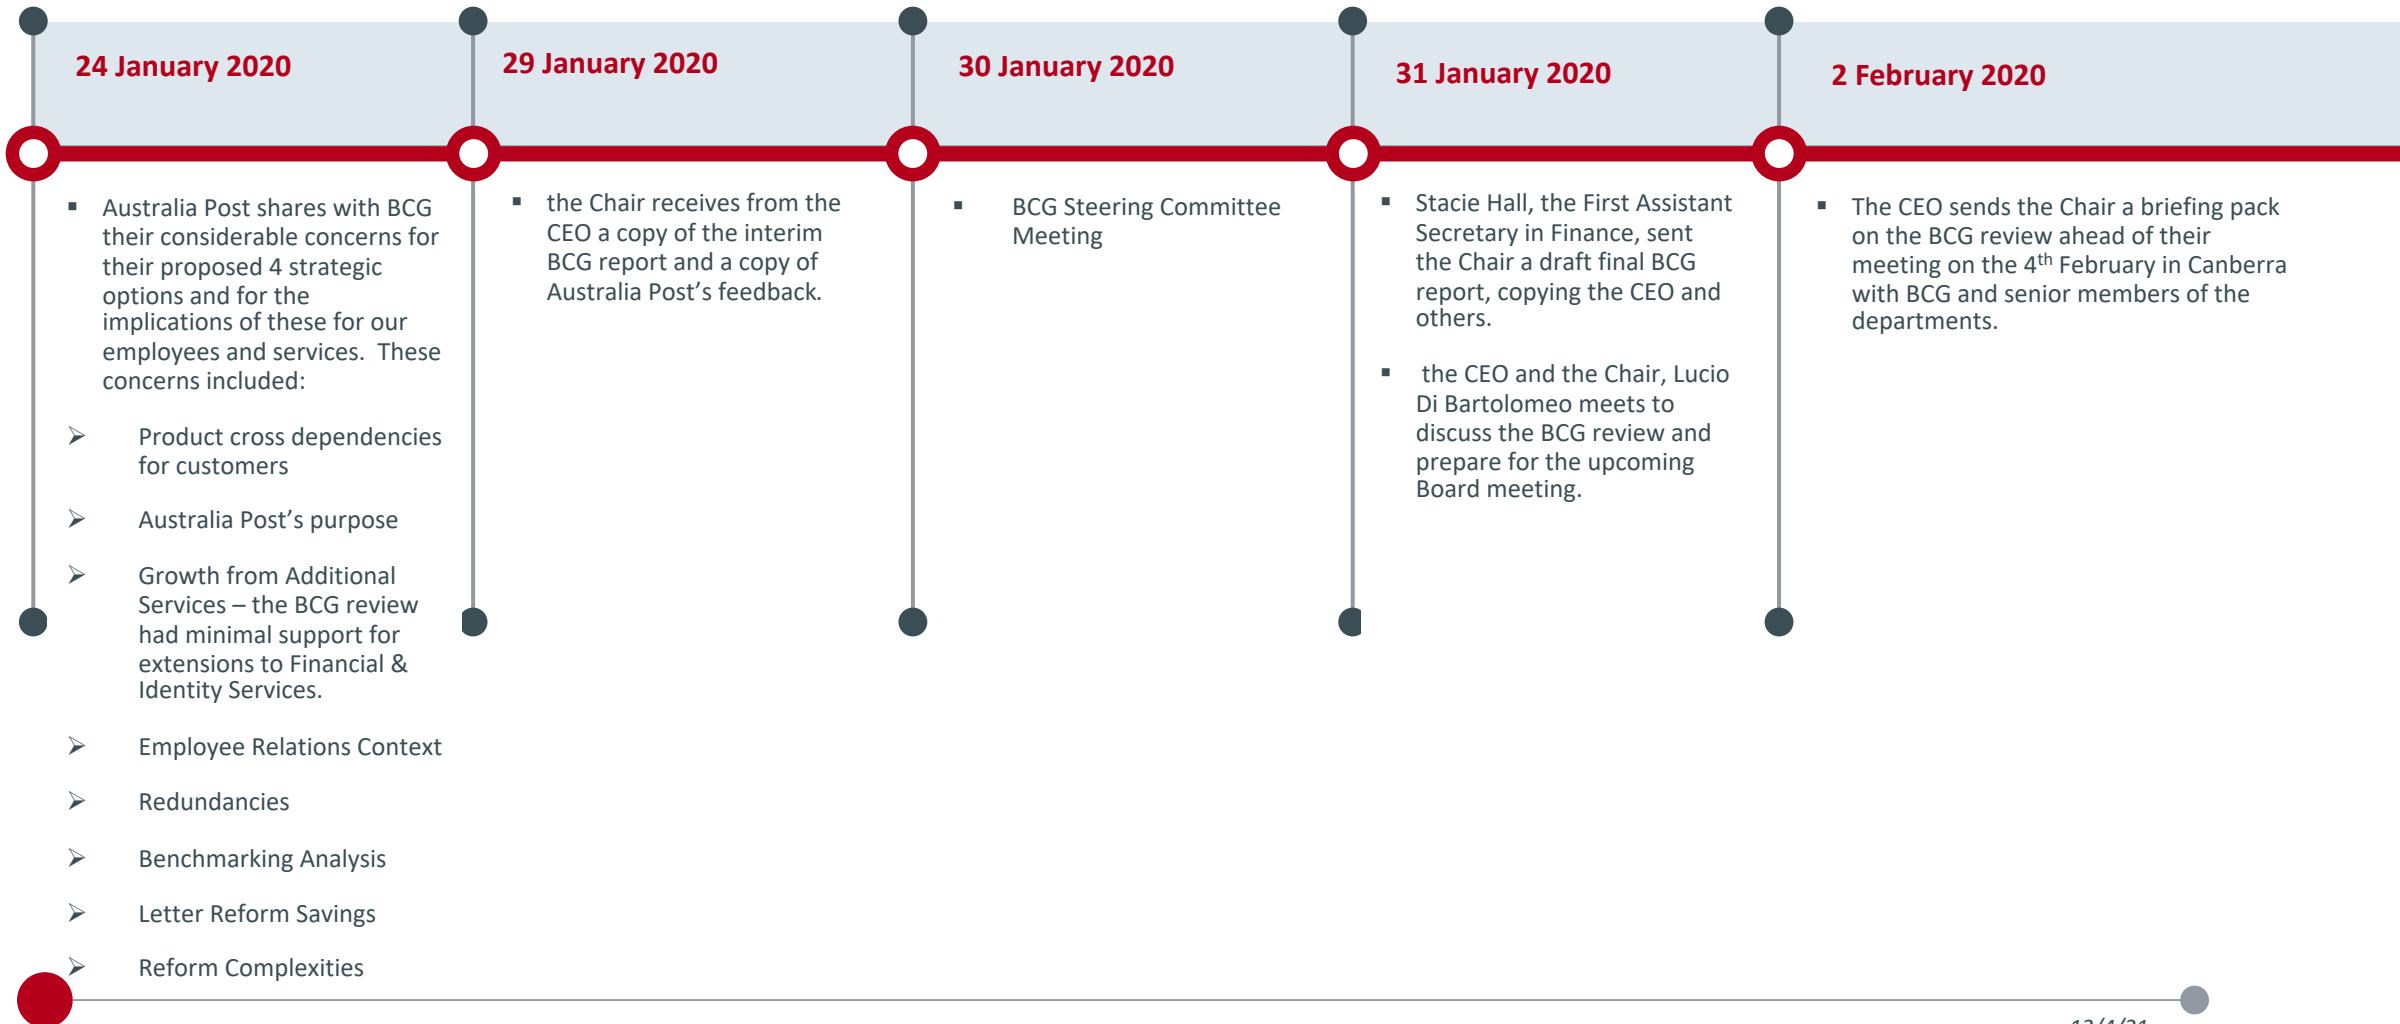 24 January 2020
Australia Post shares with BCG
their considerable concerns for
their proposed 4 strategic
options and for the
implications of these for our
employees and services.  These
concerns included:
Product cross dependencies
for customers
Australia Post’s purpose
Growth from Additional
Services – the BCG review
had minimal support for
extensions to Financial &
Identity Services.
Employee Relations Context
Redundancies
Benchmarking Analysis
Letter Reform Savings
Reform Complexities
29 January 2020
the Chair receives from the
CEO a copy of the interim
BCG report and a copy of
Australia Post’s feedback.
30 January 2020
BCG Steering Committee
Meeting
31 January 2020
Stacie Hall, the First Assistant
Secretary in Finance, sent
the Chair a draft final BCG
report, copying the CEO and
others.
the CEO and the Chair, Lucio
Di Bartolomeo meets to
discuss the BCG review and
prepare for the upcoming
Board meeting.
2 February 2020
The CEO sends the Chair a briefing pack
on the BCG review ahead of their
meeting on the 4th February in Canberra
with BCG and senior members of the
departments.